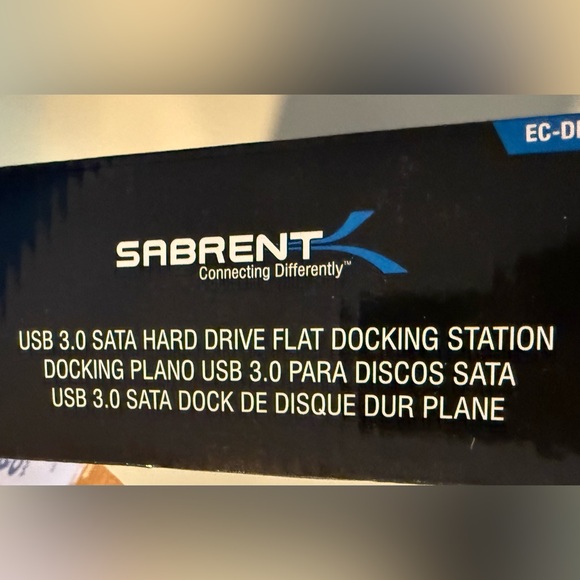 EC-D
SABRENT
Connecting Differently™
USB 3.0 SATA HARD DRIVE FLAT DOCKING STATION
DOCKING PLANO USB 3.0 PARA DISCOS SATA
USB 3.0 SATA DOCK DE DISQUE DUR PLANE